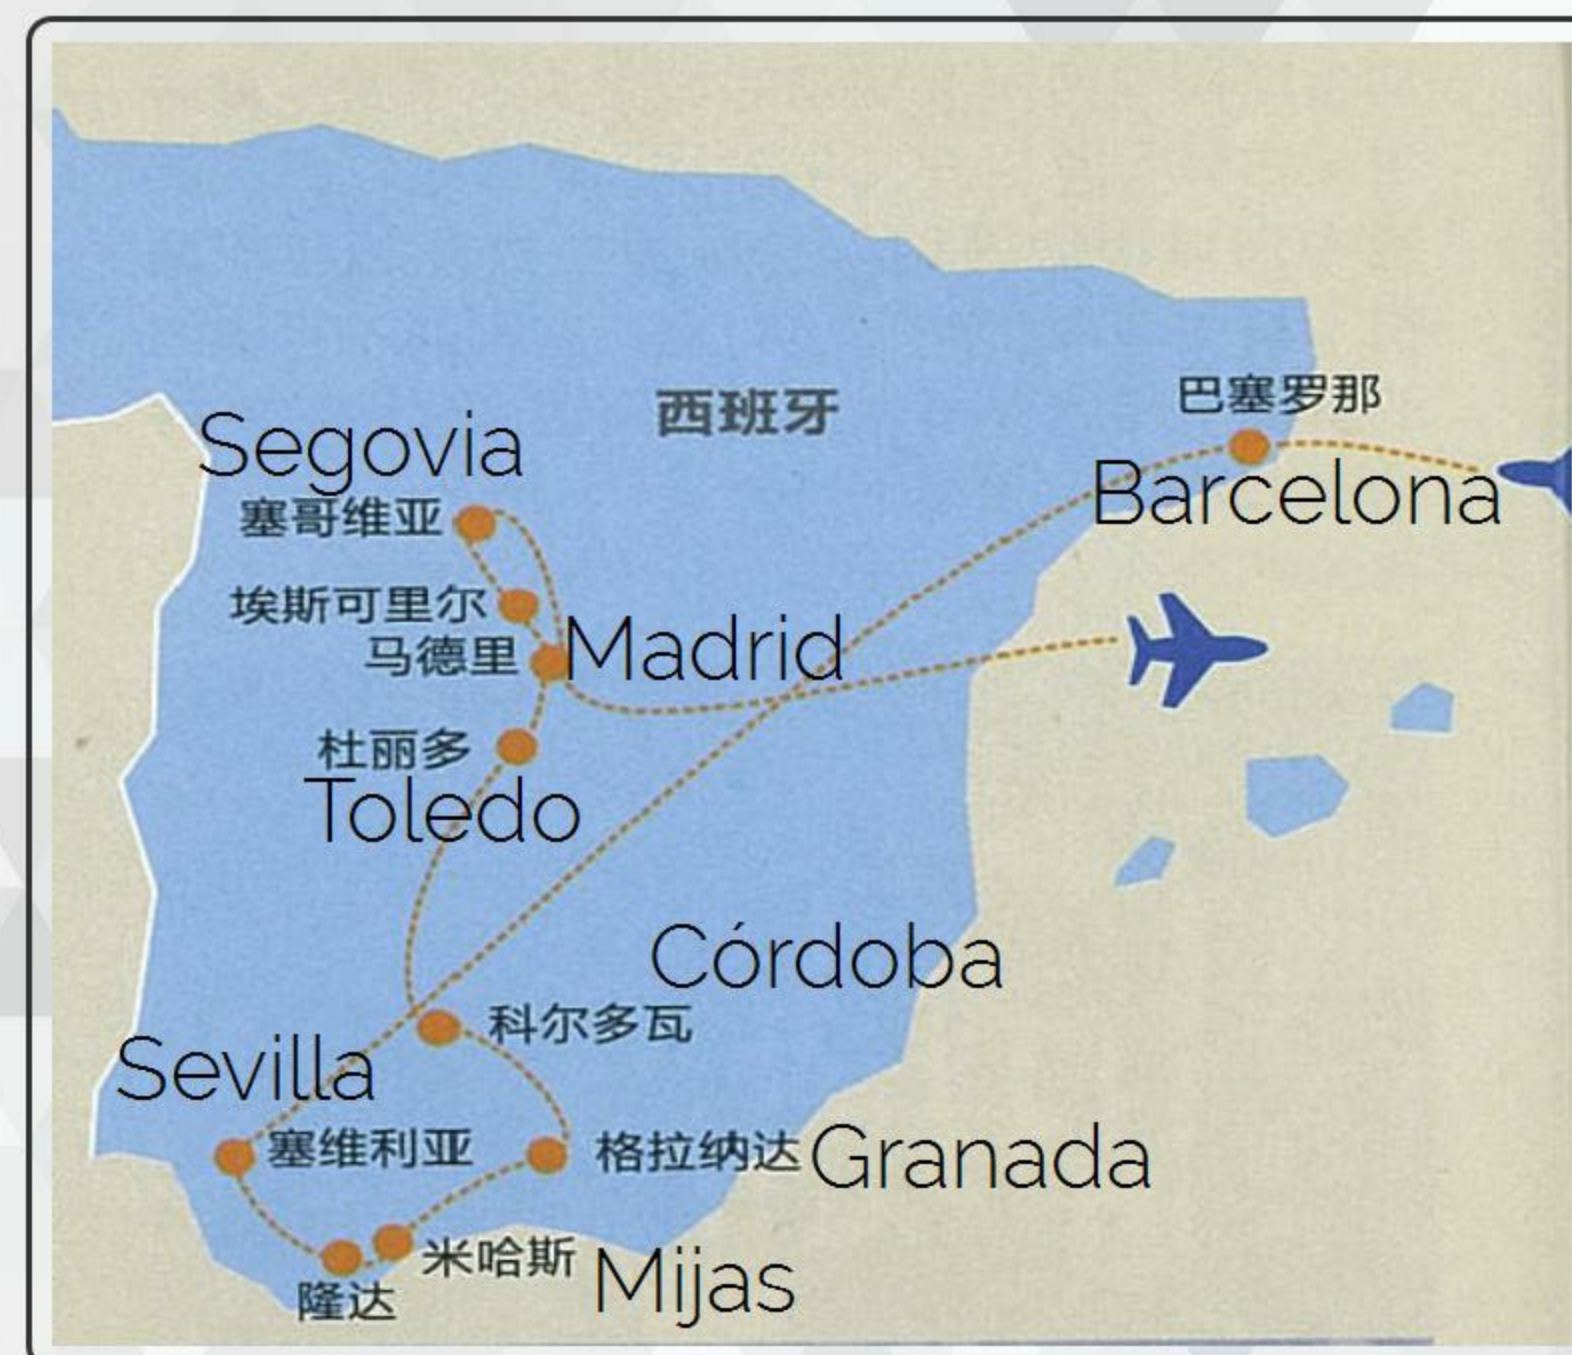 西班牙
巴塞罗那
Barcelona
Segovia
塞哥维亚
埃斯可里尔
马德里
Madrid
杜丽多
Toledo
Córdoba
科尔多瓦
Sevilla
塞维利亚
格拉纳达
Granada
米哈斯
Mijas
隆达